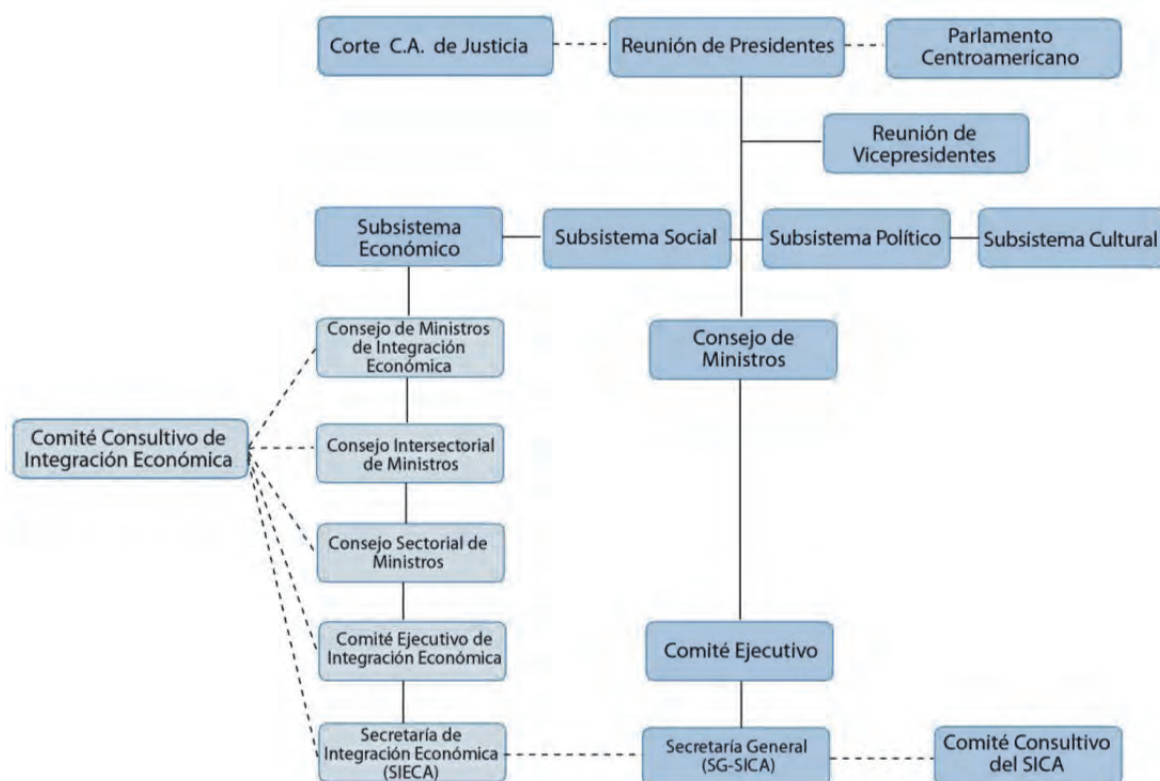 Corte C.A. de Justicia
Reunión de Presidentes
Parlamento
Centroamericano
Reunión de
Vicepresidentes
Subsistema
Económico
Subsistema Social
Subsistema Político
Subsistema Cultural
Consejo de Ministros
de Integración
Económica
Consejo de
Ministros
Comité Consultivo de
Integración Económica
Consejo Intersectorial
de Ministros
Consejo Sectorial de
Ministros
Comité Ejecutivo de
Integración Económica
Comité Ejecutivo
Secretaría de
Integración Económica
(SIECA)
Secretaría General
(SG-SICA)
Comité Consultivo
del SICA